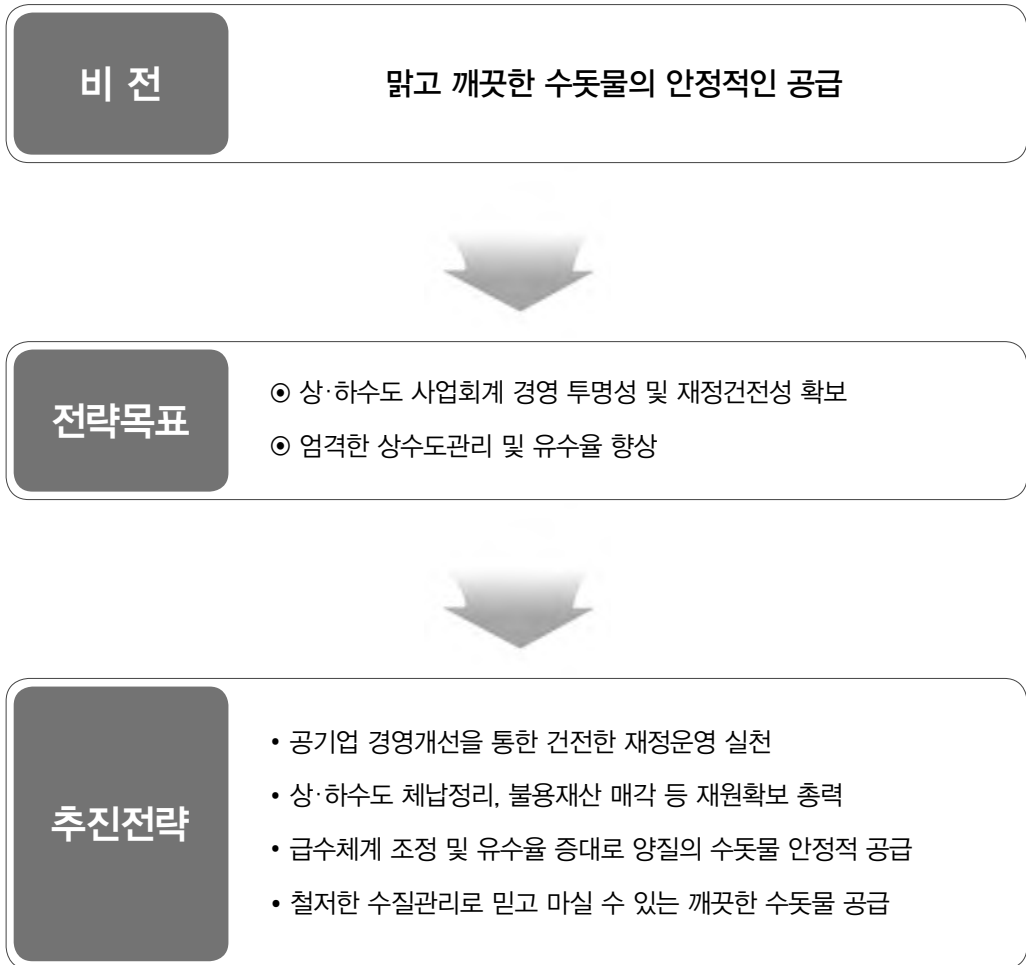 비 전
맑고 깨끗한 수돗물의 안정적인 공급
전략목표
⊙ 상·하수도 사업회계 경영 투명성 및 재정건전성 확보
⊙ 엄격한 상수도관리 및 유수율 향상
추진전략
• 공기업 경영개선을 통한 건전한 재정운영 실천
• 상·하수도 체납정리, 불용재산 매각 등 재원확보 총력
• 급수체계 조정 및 유수율 증대로 양질의 수돗물 안정적 공급
• 철저한 수질관리로 믿고 마실 수 있는 깨끗한 수돗물 공급